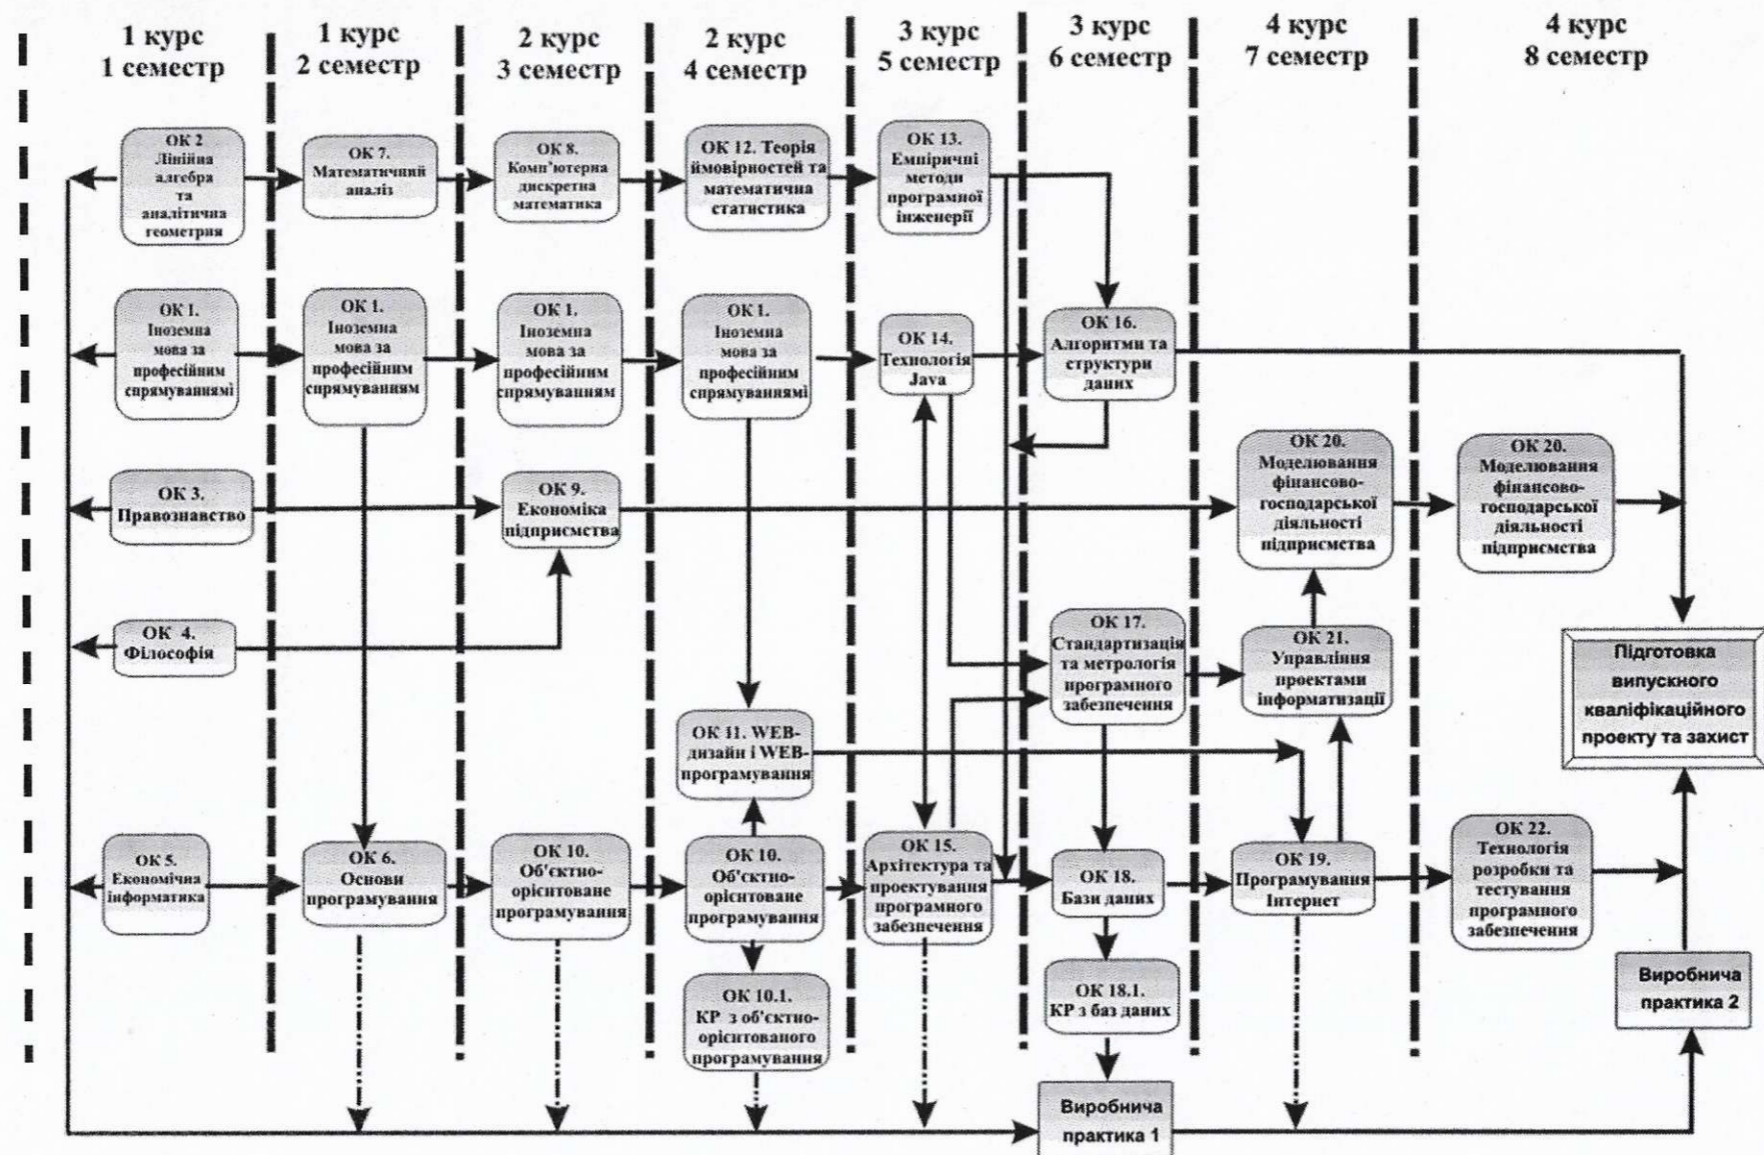 1 курс
1 семестр
1 курс
2 семестр
2 курс
3 семестр
2 курс
4 семестр
3 курс
5 семестр
3 курс
6 семестр
4 курс
7 семестр
4 курс
8 семестр
ОК 2
Лінійна
алгебра
та
аналітична
геометрия
ОК 7.
Математичний
аналіз
ОК 8.
Комп'ютерна
дискретна
математика
ОК 12. Теорія
ймовірностей та
математична
статистика
ОК 13.
Емпіричні
методи
програмної
інженерії
ОК 1.
Іноземна
мова за
професійним
спрямуваннямі
ОК 1.
Іноземна
мова за
професійним
спрямуванням
ОК 1.
Іноземна
мова за
професійним
спрямуванням
ОК 1.
Іноземна
мова за
професійним
спрямуваннямі
ОК 14.
Технологія
Java
ОК 16.
Алгоритми та
структури
даних
ОК 3.
Правознавство
ОК 9.
Економіка
підприємства
ОК 20.
Моделювання
фінансово-
господарської
діяльності
підприємства
ОК 20.
Моделювання
фінансово-
господарської
діяльності
підприємства
ОК 4.
Філософія
ОК 17.
Стандартизація
та метрологія
програмного
забезпечення
ОК 21.
Управління
проектами
інформатизації
Підготовка
випускного
кваліфікаційного
проекту та захист
ОК 11. WEB-
дизайн і WEB-
програмування
ОК 5.
Економічна
інформатика
ОК 6.
Основи
програмування
ОК 10.
Об'єктно-
орієнтоване
програмування
ОК 10.
Об'єктно-
орієнтоване
програмування
ОК 15.
Архітектура та
проектування
програмного
забезпечення
ОК 18.
Бази даних
ОК 19.
Програмування
Інтернет
ОК 22.
Технологія
розробки та
тестування
програмного
забезпечення
ОК 10.1.
КР з об'єктно-
орієнтованого
програмування
ОК 18.1.
КР з баз даних
Виробнича
практика 2
Виробнича
практика 1